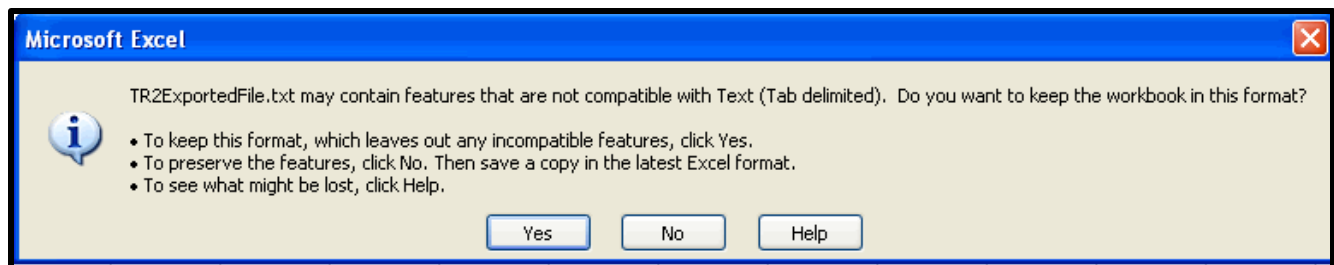 Microsoft Excel
TR2ExportedFile.txt may contain features that are not compatible with Text (Tab delimited).  Do you want to keep the workbook in this format?
• To keep this format, which leaves out any incompatible features, click Yes.
• To preserve the features, click No. Then save a copy in the latest Excel format.
• To see what might be lost, click Help.
Yes No Help